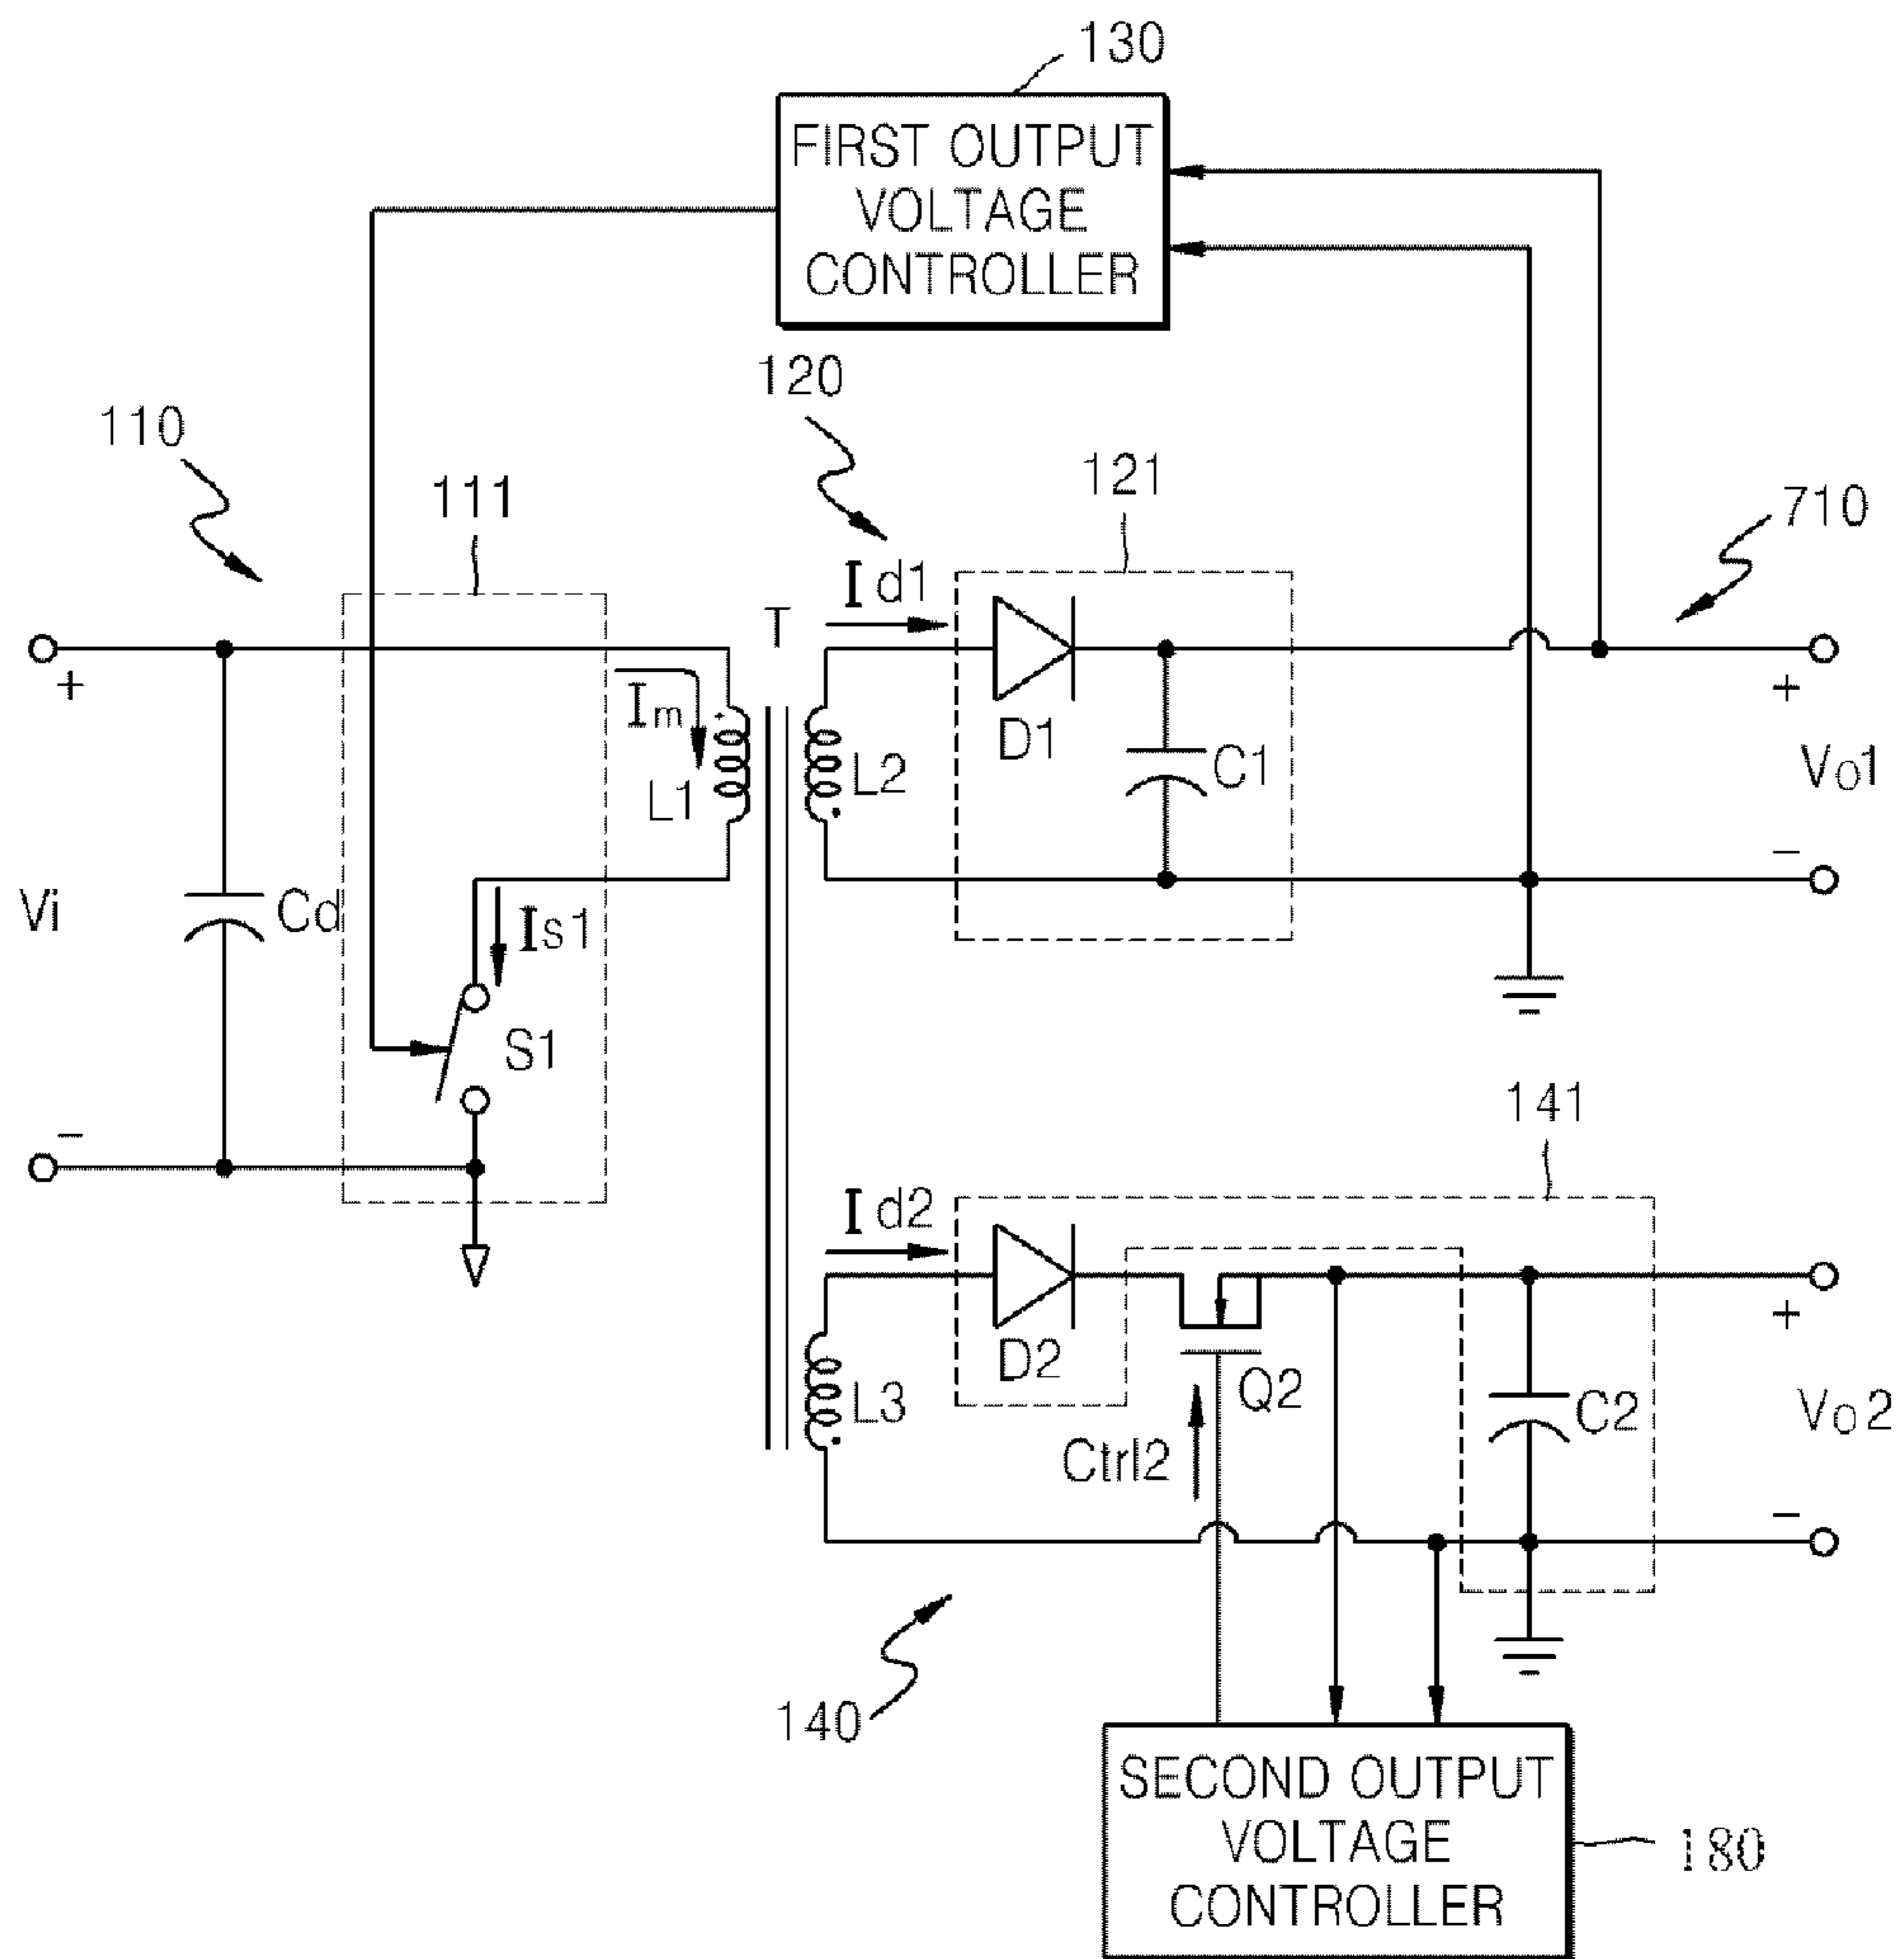 130
FIRST OUTPUT
VOLTAGE
CONTROLLER
120
110
111
121
710
Id1
T
+
Im
L1
L2
D1
C1
+
Vo1
−
Vi
Cd
Is1
S1
−
141
Id2
D2
Q2
L3
Ctrl2
C2
+
Vo2
−
140
SECOND OUTPUT
VOLTAGE
CONTROLLER
180